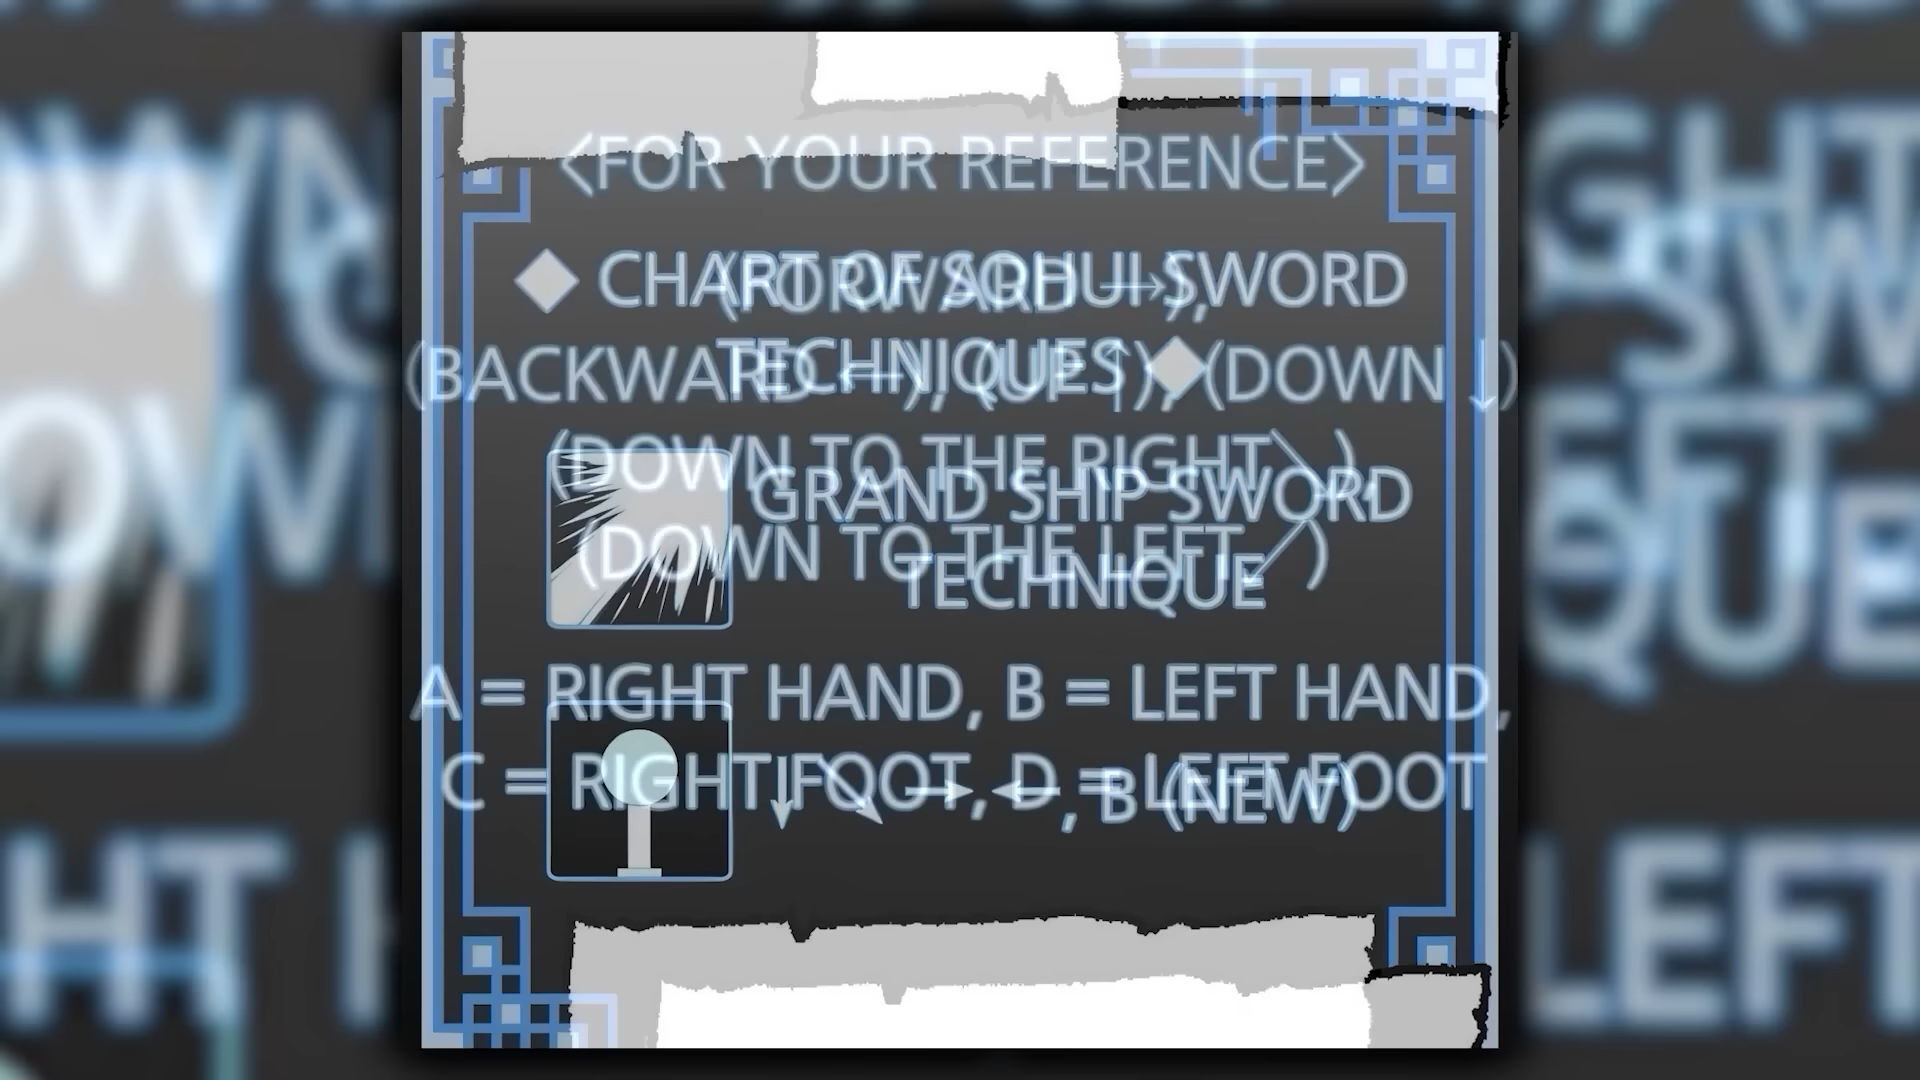 <FOR YOUR REFERENCE>
◆ CHART OF SQHUI SWORD
TECHNIQUES ◆
(FORWARD →),
(BACKWARD ←), (UP ↑), (DOWN ↓)
(DOWN TO THE RIGHT ↘),
(DOWN TO THE LEFT ↙)
GRAND SHIP SWORD
TECHNIQUE
A = RIGHT HAND, B = LEFT HAND,
C = RIGHT FOOT, D = LEFT FOOT
↓ ↘ → ←, B (NEW)